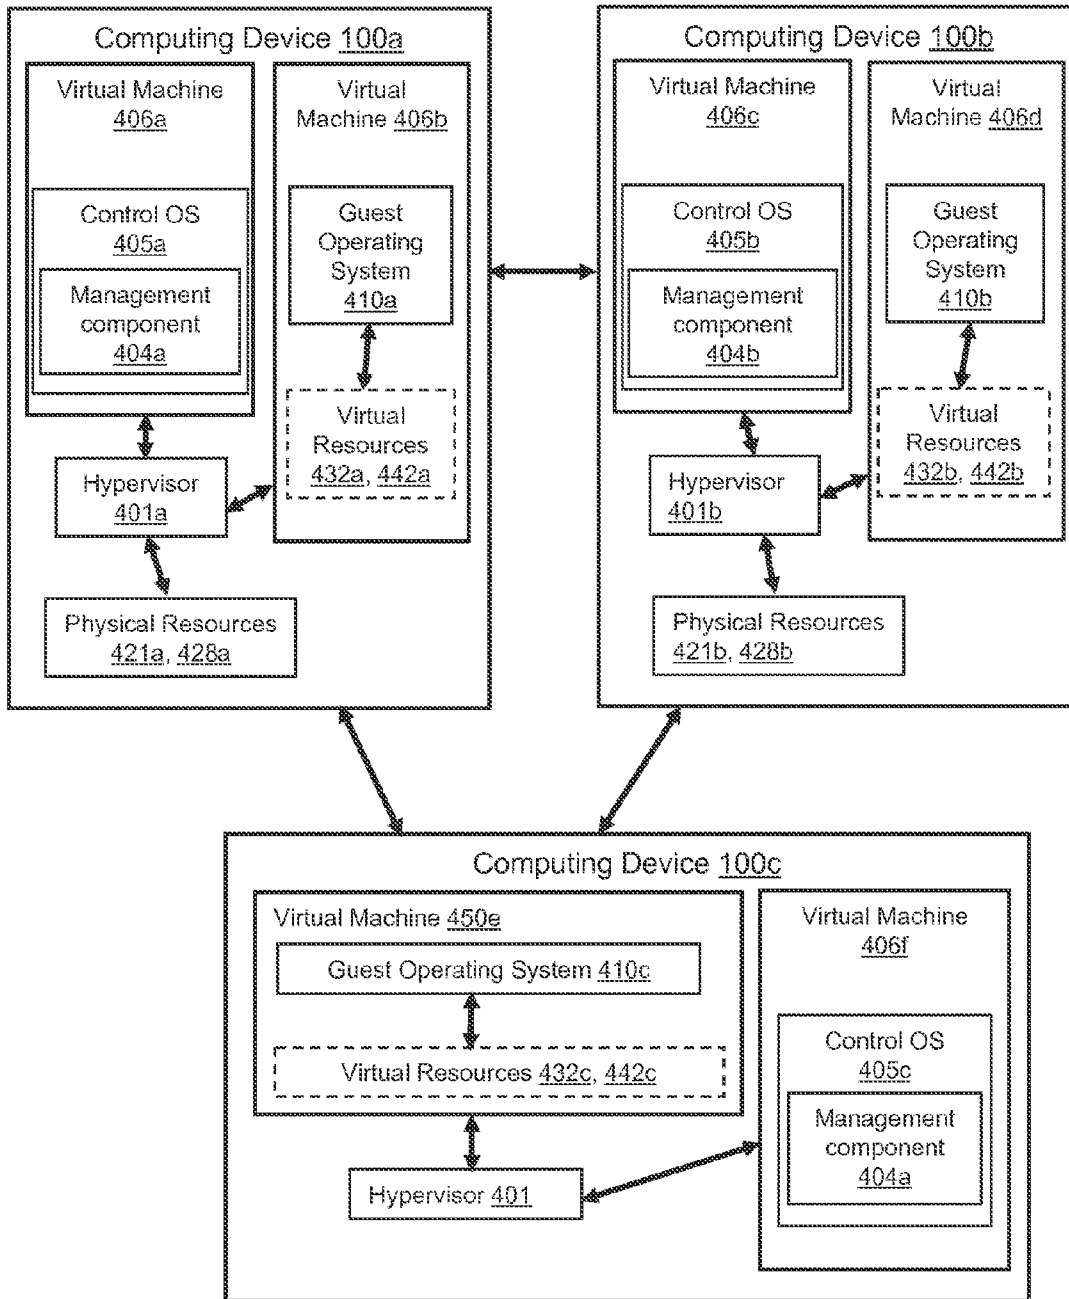 Computing Device 100a
Virtual Machine
406a
Control OS
405a
Management
component
404a
Virtual
Machine 406b
Guest
Operating
System
410a
Virtual
Resources
432a, 442a
Hypervisor
401a
Physical Resources
421a, 428a
Computing Device 100b
Virtual Machine
406c
Control OS
405b
Management
component
404b
Virtual
Machine 406d
Guest
Operating
System
410b
Virtual
Resources
432b, 442b
Hypervisor
401b
Physical Resources
421b, 428b
Computing Device 100c
Virtual Machine 450e
Guest Operating System 410c
Virtual Resources 432c, 442c
Hypervisor 401
Virtual Machine
406f
Control OS
405c
Management
component
404a